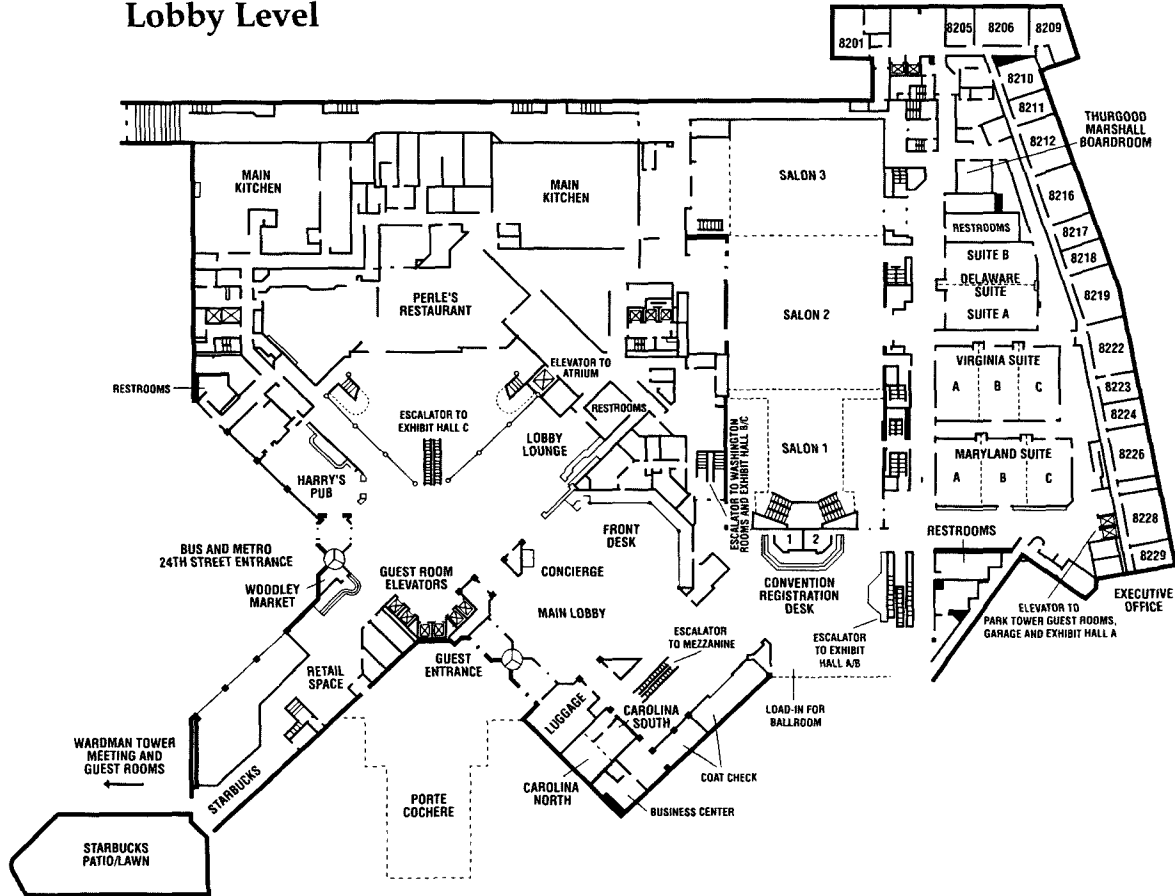 Lobby Level
8201
8205
8206
8209
8210
8211
8212
THURGOOD
MARSHALL
BOARDROOM
MAIN
KITCHEN
MAIN
KITCHEN
SALON 3
8216
RESTROOMS
8217
8218
SUITE B
DELAWARE
SUITE
SUITE A
8219
PERLE'S
RESTAURANT
SALON 2
8222
VIRGINIA SUITE
A
B
C
8223
8224
ELEVATOR TO
ATRIUM
RESTROOMS
RESTROOMS
ESCALATOR TO
EXHIBIT HALL C
LOBBY
LOUNGE
ESCALATOR TO WASHINGTON
ROOMS AND EXHIBIT HALL B/C
SALON 1
MARYLAND SUITE
A
B
C
8226
HARRY'S
PUB
8228
8229
FRONT
DESK
1
2
RESTROOMS
BUS AND METRO
24TH STREET ENTRANCE
WOODLEY
MARKET
GUEST ROOM
ELEVATORS
CONCIERGE
CONVENTION
REGISTRATION
DESK
EXECUTIVE
OFFICE
ELEVATOR TO
PARK TOWER GUEST ROOMS,
GARAGE AND EXHIBIT HALL A
MAIN LOBBY
ESCALATOR
TO MEZZANINE
ESCALATOR
TO EXHIBIT
HALL A/B
GUEST
ENTRANCE
RETAIL
SPACE
LUGGAGE
CAROLINA
SOUTH
LOAD-IN FOR
BALLROOM
WARDMAN TOWER
MEETING AND
GUEST ROOMS
STARBUCKS
COAT CHECK
CAROLINA
NORTH
PORTE
COCHERE
BUSINESS CENTER
STARBUCKS
PATIO/LAWN